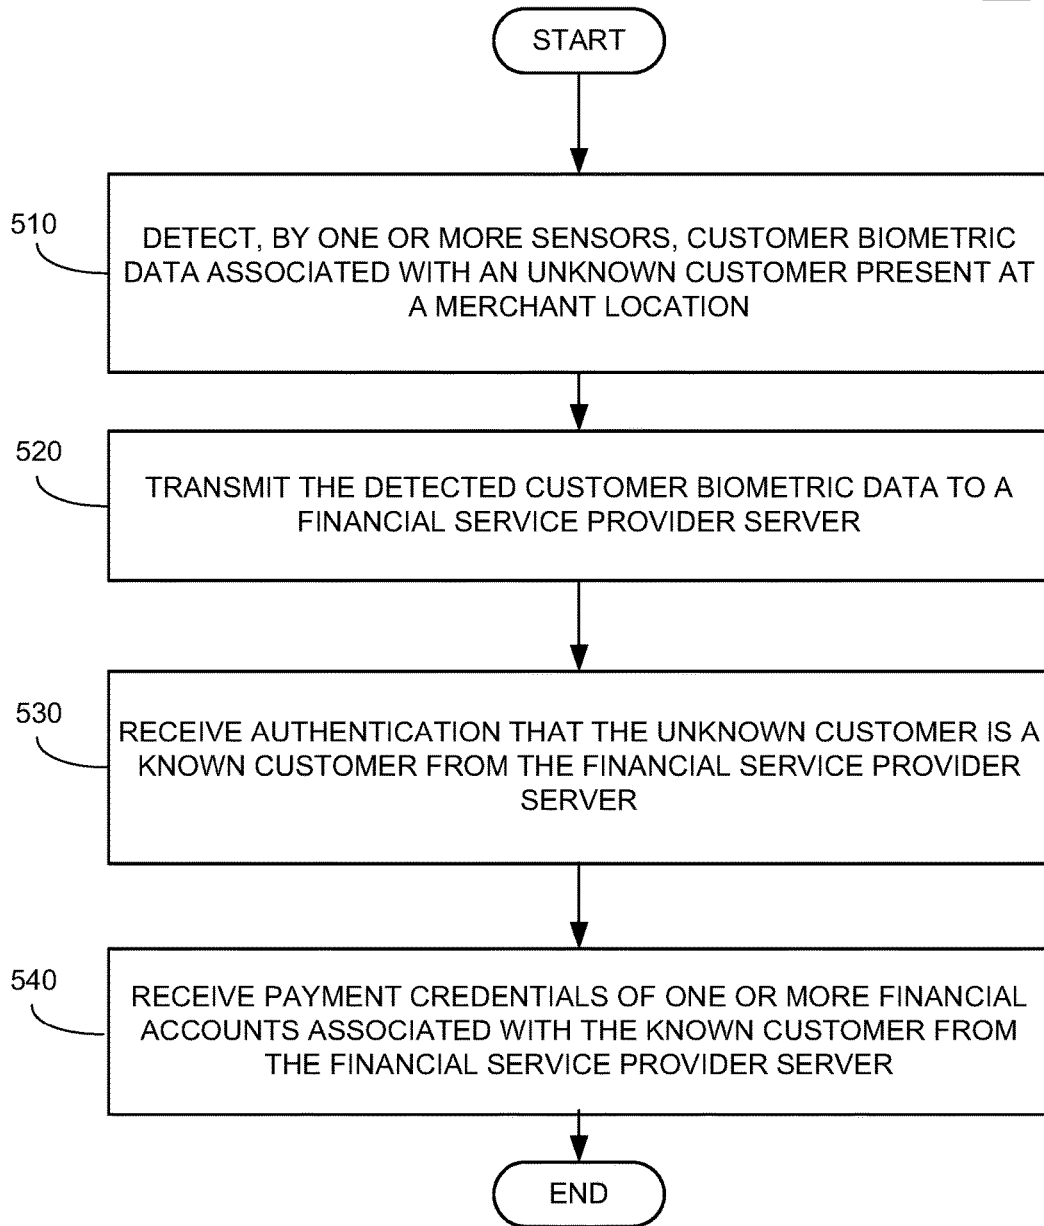 START
510
DETECT, BY ONE OR MORE SENSORS, CUSTOMER BIOMETRIC
DATA ASSOCIATED WITH AN UNKNOWN CUSTOMER PRESENT AT
A MERCHANT LOCATION
520
TRANSMIT THE DETECTED CUSTOMER BIOMETRIC DATA TO A
FINANCIAL SERVICE PROVIDER SERVER
530
RECEIVE AUTHENTICATION THAT THE UNKNOWN CUSTOMER IS A
KNOWN CUSTOMER FROM THE FINANCIAL SERVICE PROVIDER
SERVER
540
RECEIVE PAYMENT CREDENTIALS OF ONE OR MORE FINANCIAL
ACCOUNTS ASSOCIATED WITH THE KNOWN CUSTOMER FROM
THE FINANCIAL SERVICE PROVIDER SERVER
END